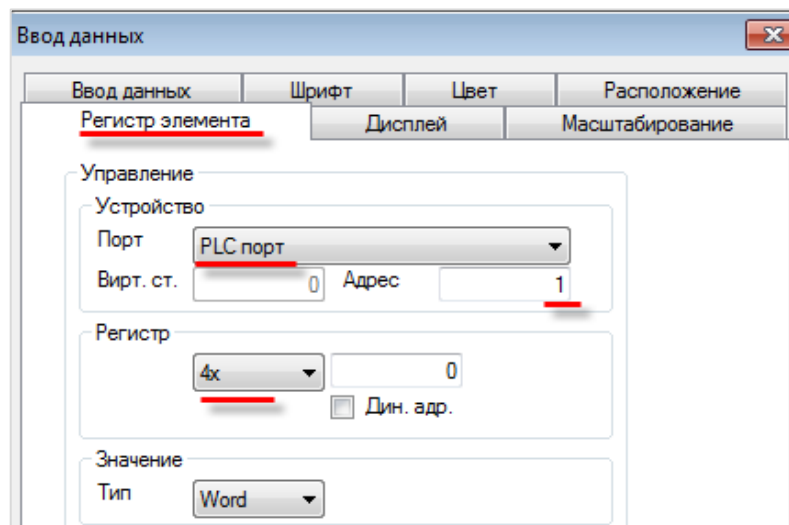 Ввод данных
Ввод данных Шрифт Цвет Расположение
Регистр элемента Дисплей Масштабирование
Управление
Устройство
Порт PLC порт
Вирт. ст. 0 Адрес 1
Регистр
4x 0
Дин. адр.
Значение
Тип Word